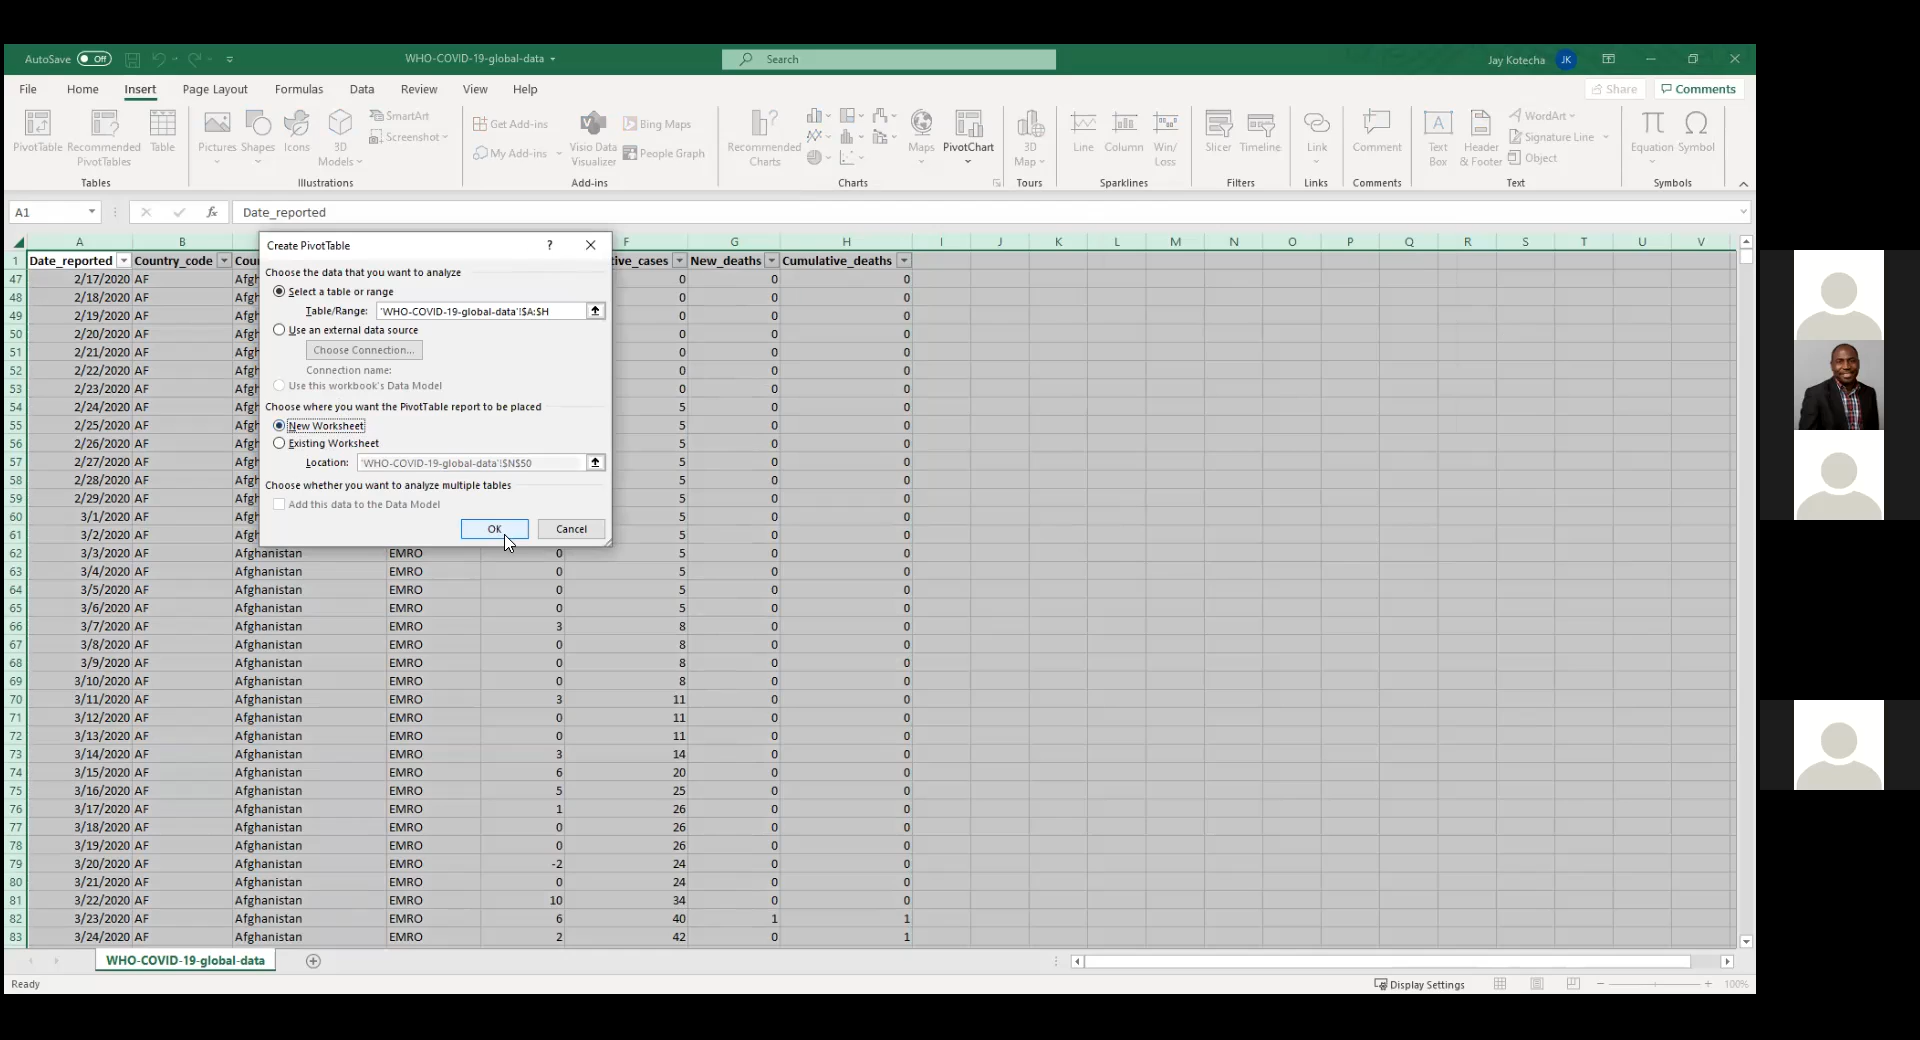 AutoSave Off WHO-COVID-19-global-data Search Jay Kotecha JK
File Home Insert Page Layout Formulas Data Review View Help Share Comments
PivotTable Recommended PivotTables Table
Tables
Pictures Shapes Icons 3D Models SmartArt Screenshot
Illustrations
Get Add-ins My Add-ins Visio Data Visualizer Bing Maps People Graph
Add-ins
Recommended Charts Maps PivotChart
Charts
3D Map
Tours
Line Column Win/Loss
Sparklines
Slicer Timeline
Filters
Link
Links
Comment
Comments
Text Box Header & Footer WordArt Signature Line Object
Text
Equation Symbol
Symbols
A1 fx Date_reported
A B F G H I J K L M N O P Q R S T U V
1 Date_reported Country_code Cou tive_cases New_deaths Cumulative_deaths
Create PivotTable ?
Choose the data that you want to analyze
Select a table or range
Table/Range: 'WHO-COVID-19-global-data'!$A:$H
Use an external data source
Choose Connection...
Connection name:
Use this workbook's Data Model
Choose where you want the PivotTable report to be placed
New Worksheet
Existing Worksheet
Location: 'WHO-COVID-19-global-data'!$N$50
Choose whether you want to analyze multiple tables
Add this data to the Data Model
OK Cancel
47 2/17/2020 AF Afgh 0 0 0
48 2/18/2020 AF Afgh 0 0 0
49 2/19/2020 AF Afgh 0 0 0
50 2/20/2020 AF Afgh 0 0 0
51 2/21/2020 AF Afgh 0 0 0
52 2/22/2020 AF Afgh 0 0 0
53 2/23/2020 AF Afgh 0 0 0
54 2/24/2020 AF Afgh 5 0 0
55 2/25/2020 AF Afgh 5 0 0
56 2/26/2020 AF Afgh 5 0 0
57 2/27/2020 AF Afgh 5 0 0
58 2/28/2020 AF Afgh 5 0 0
59 2/29/2020 AF Afgh 5 0 0
60 3/1/2020 AF Afgh 5 0 0
61 3/2/2020 AF Afgh 5 0 0
62 3/3/2020 AF Afghanistan EMRO 0 5 0 0
63 3/4/2020 AF Afghanistan EMRO 0 5 0 0
64 3/5/2020 AF Afghanistan EMRO 0 5 0 0
65 3/6/2020 AF Afghanistan EMRO 0 5 0 0
66 3/7/2020 AF Afghanistan EMRO 3 8 0 0
67 3/8/2020 AF Afghanistan EMRO 0 8 0 0
68 3/9/2020 AF Afghanistan EMRO 0 8 0 0
69 3/10/2020 AF Afghanistan EMRO 0 8 0 0
70 3/11/2020 AF Afghanistan EMRO 3 11 0 0
71 3/12/2020 AF Afghanistan EMRO 0 11 0 0
72 3/13/2020 AF Afghanistan EMRO 0 11 0 0
73 3/14/2020 AF Afghanistan EMRO 3 14 0 0
74 3/15/2020 AF Afghanistan EMRO 6 20 0 0
75 3/16/2020 AF Afghanistan EMRO 5 25 0 0
76 3/17/2020 AF Afghanistan EMRO 1 26 0 0
77 3/18/2020 AF Afghanistan EMRO 0 26 0 0
78 3/19/2020 AF Afghanistan EMRO 0 26 0 0
79 3/20/2020 AF Afghanistan EMRO -2 24 0 0
80 3/21/2020 AF Afghanistan EMRO 0 24 0 0
81 3/22/2020 AF Afghanistan EMRO 10 34 0 0
82 3/23/2020 AF Afghanistan EMRO 6 40 1 1
83 3/24/2020 AF Afghanistan EMRO 2 42 0 1
WHO-COVID-19-global-data
Ready Display Settings 100%